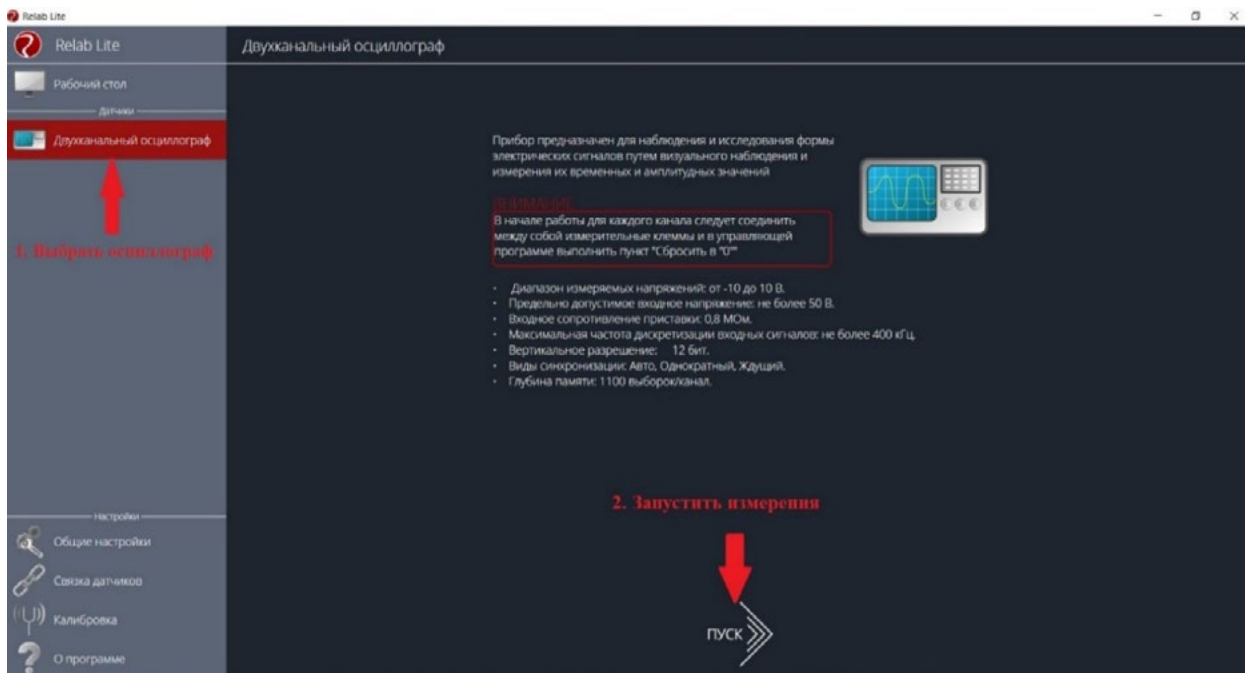 Relab Lite
Relab Lite
Двухканальный осциллограф
Рабочий стол
Датчики
Двухканальный осциллограф
1. Выбрать осциллограф
Прибор предназначен для наблюдения и исследования формы
электрических сигналов путем визуального наблюдения и
измерения их временных и амплитудных значений
ВНИМАНИЕ
В начале работы для каждого канала следует соединить
между собой измерительные клеммы и в управляющей
программе выполнить пункт "Сбросить в "0""
· Диапазон измеряемых напряжений: от -10 до 10 В.
· Предельно допустимое входное напряжение: не более 50 В.
· Входное сопротивление приставки: 0,8 МОм.
· Максимальная частота дискретизации входных сигналов: не более 400 кГц.
· Вертикальное разрешение: 12 бит.
· Виды синхронизации: Авто, Однократный, Ждущий.
· Глубина памяти: 1100 выборок/канал.
2. Запустить измерения
ПУСК
Настройки
Общие настройки
Связка датчиков
Калибровка
О программе